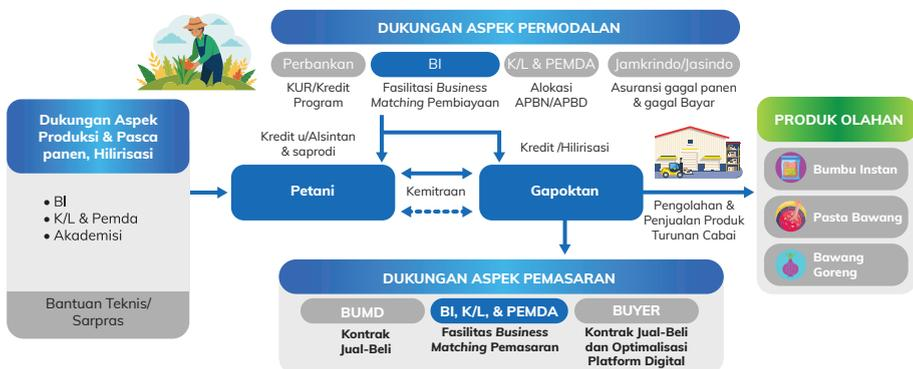 DUKUNGAN ASPEK PERMODALAN
Perbankan
BI
K/L & PEMDA
Jamkrindo/Jasindo
KUR/Kredit
Program
Fasilitasi Business
Matching Pembiayaan
Alokasi
APBN/APBD
Asuransi gagal panen
& gagal Bayar
Dukungan Aspek
Produksi & Pasca
panen, Hilirisasi
• BI
• K/L & Pemda
• Akademisi
Bantuan Teknis/
Sarpras
Kredit u/Alsintan
& saprodi
Kredit /Hilirisasi
Petani
Kemitraan
Gapoktan
Pengolahan &
Penjualan Produk
Turunan Cabai
PRODUK OLAHAN
Bumbu Instan
Pasta Bawang
Bawang
Goreng
DUKUNGAN ASPEK PEMASARAN
BUMD
BI, K/L, & PEMDA
BUYER
Kontrak
Jual-Beli
Fasilitas Business
Matching Pemasaran
Kontrak Jual-Beli
dan Optimalisasi
Platform Digital